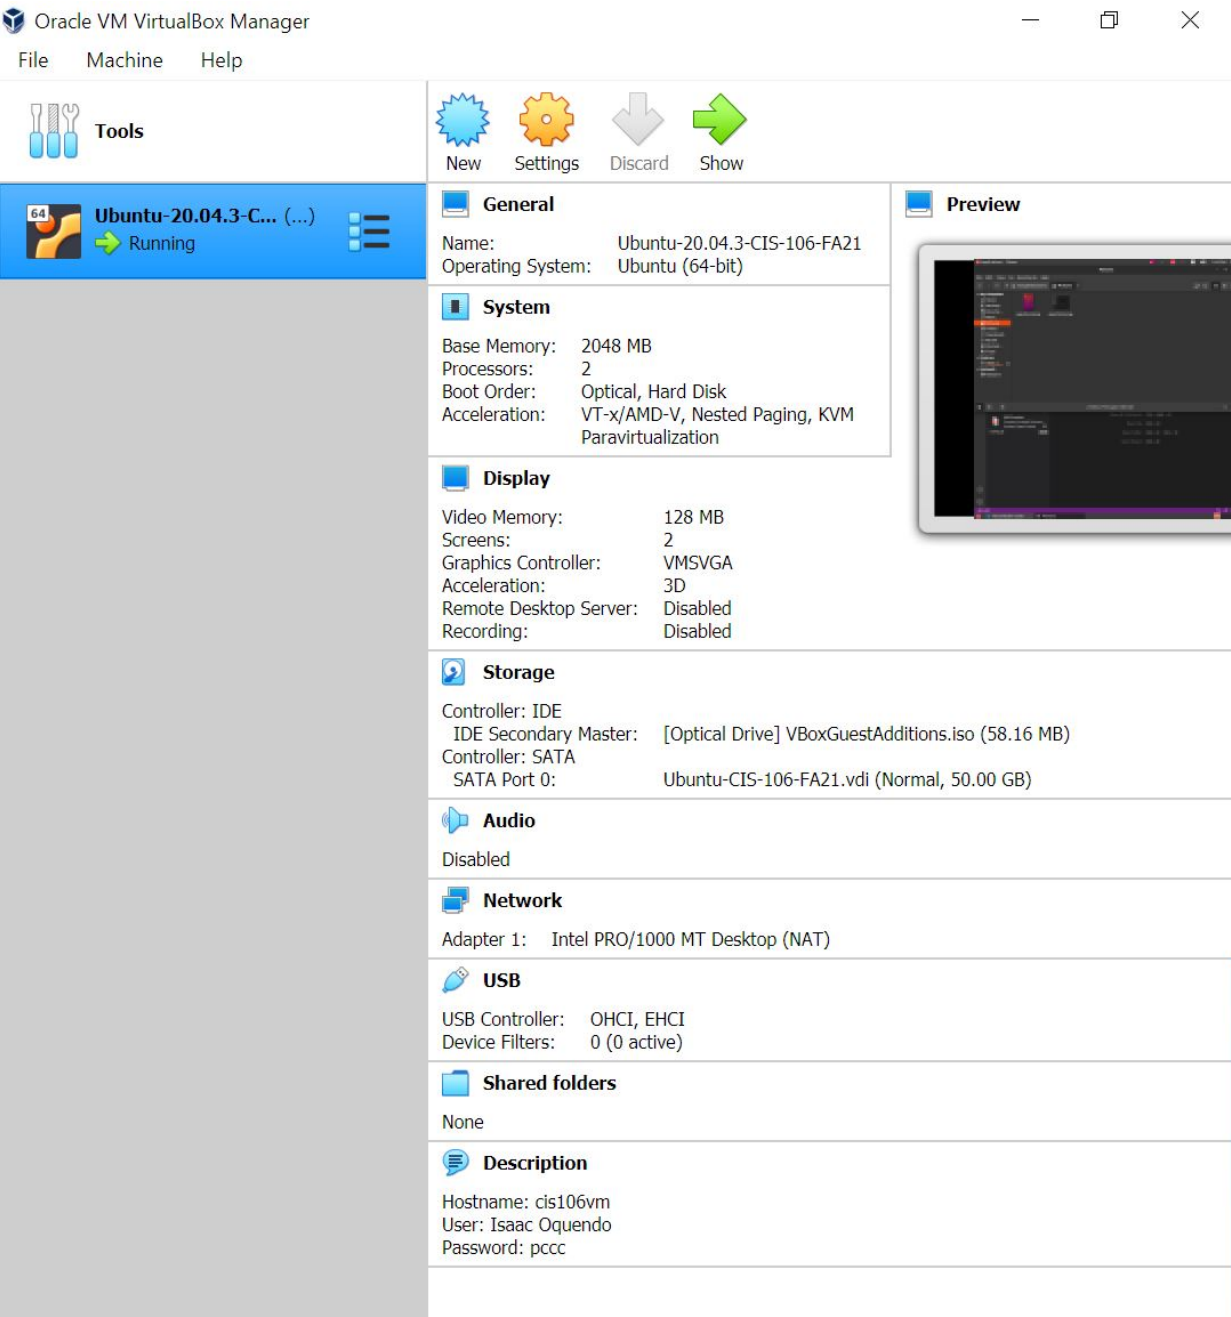 Oracle VM VirtualBox Manager
File Machine Help
Tools
New Settings Discard Show
64
Ubuntu-20.04.3-C... (...)
Running
General
Name: Ubuntu-20.04.3-CIS-106-FA21
Operating System: Ubuntu (64-bit)
Preview
System
Base Memory: 2048 MB
Processors: 2
Boot Order: Optical, Hard Disk
Acceleration: VT-x/AMD-V, Nested Paging, KVM
Paravirtualization
Display
Video Memory: 128 MB
Screens: 2
Graphics Controller: VMSVGA
Acceleration: 3D
Remote Desktop Server: Disabled
Recording: Disabled
Storage
Controller: IDE
IDE Secondary Master: [Optical Drive] VBoxGuestAdditions.iso (58.16 MB)
Controller: SATA
SATA Port 0: Ubuntu-CIS-106-FA21.vdi (Normal, 50.00 GB)
Audio
Disabled
Network
Adapter 1: Intel PRO/1000 MT Desktop (NAT)
USB
USB Controller: OHCI, EHCI
Device Filters: 0 (0 active)
Shared folders
None
Description
Hostname: cis106vm
User: Isaac Oquendo
Password: pccc